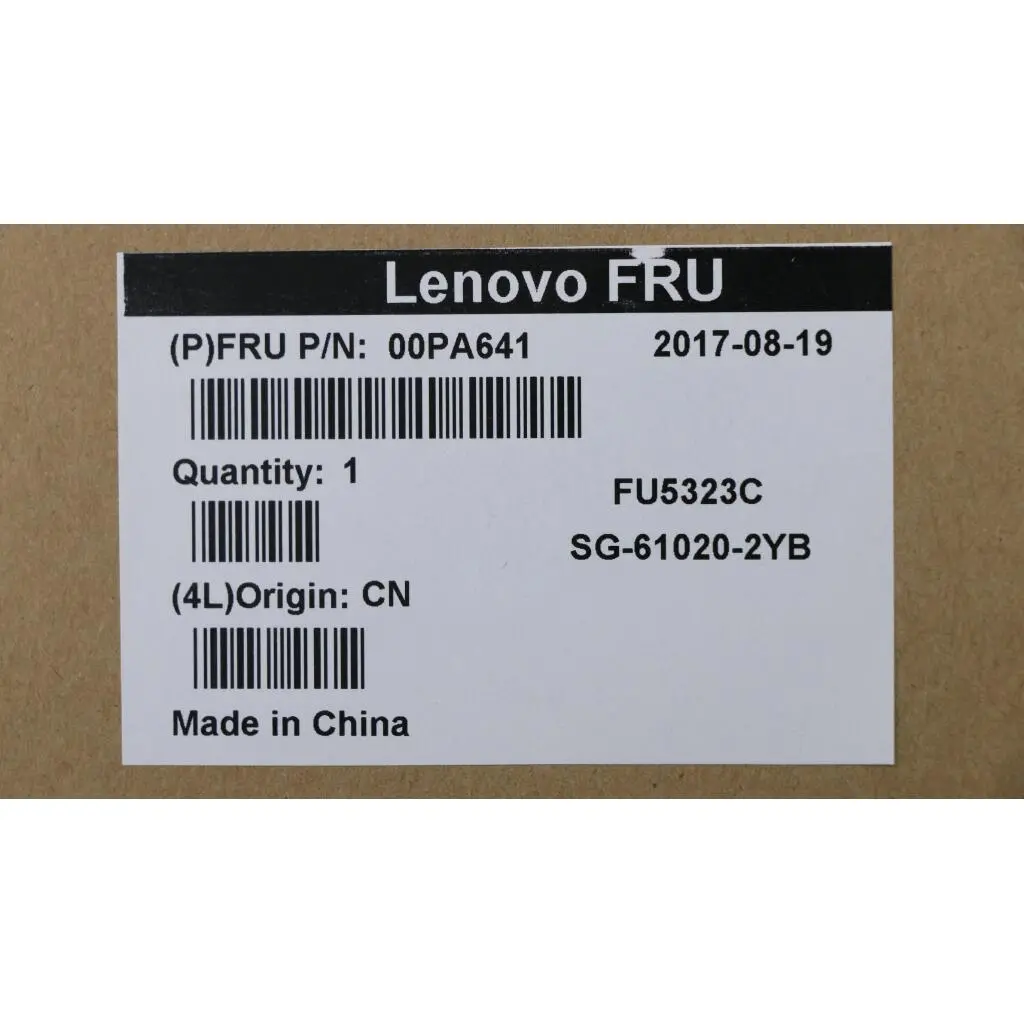 Lenovo FRU
(P)FRU P/N: 00PA641 2017-08-19
Quantity: 1
FU5323C
SG-61020-2YB
(4L)Origin: CN
Made in China